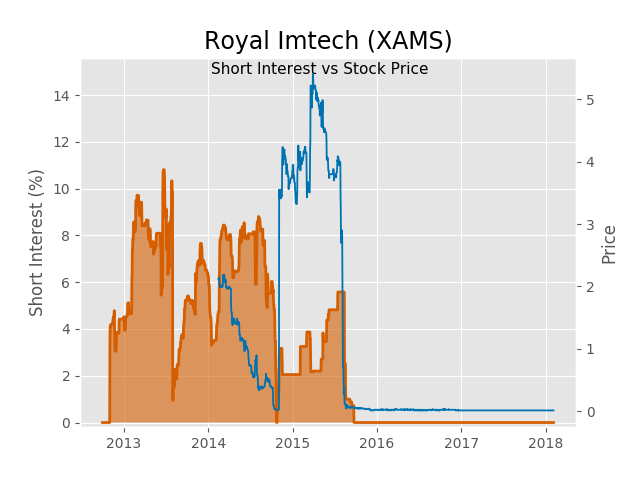 Royal Imtech (XAMS)
Short Interest vs Stock Price
14
12
10
8
6
4
2
0
Short Interest (%)
5
4
3
2
1
0
Price
2013 2014 2015 2016 2017 2018